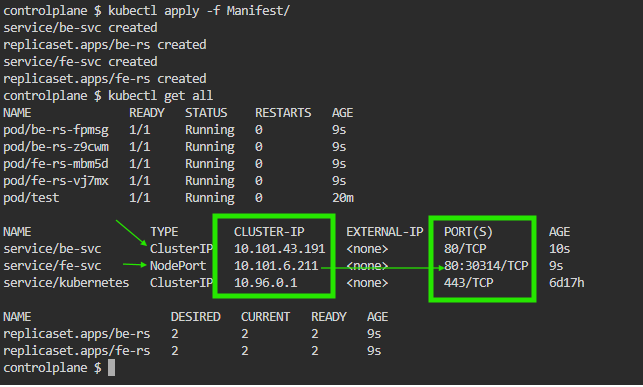 controlplane $ kubectl apply -f Manifest/
service/be-svc created
replicaset.apps/be-rs created
service/fe-svc created
replicaset.apps/fe-rs created
controlplane $ kubectl get all
NAME READY STATUS RESTARTS AGE
pod/be-rs-fpmsg 1/1 Running 0 9s
pod/be-rs-z9cwm 1/1 Running 0 9s
pod/fe-rs-mbm5d 1/1 Running 0 9s
pod/fe-rs-vj7mx 1/1 Running 0 9s
pod/test 1/1 Running 0 20m
NAME TYPE CLUSTER-IP EXTERNAL-IP PORT(S) AGE
service/be-svc ClusterIP 10.101.43.191 <none> 80/TCP 10s
service/fe-svc NodePort 10.101.6.211 <none> 80:30314/TCP 9s
service/kubernetes ClusterIP 10.96.0.1 <none> 443/TCP 6d17h
NAME DESIRED CURRENT READY AGE
replicaset.apps/be-rs 2 2 2 9s
replicaset.apps/fe-rs 2 2 2 9s
controlplane $